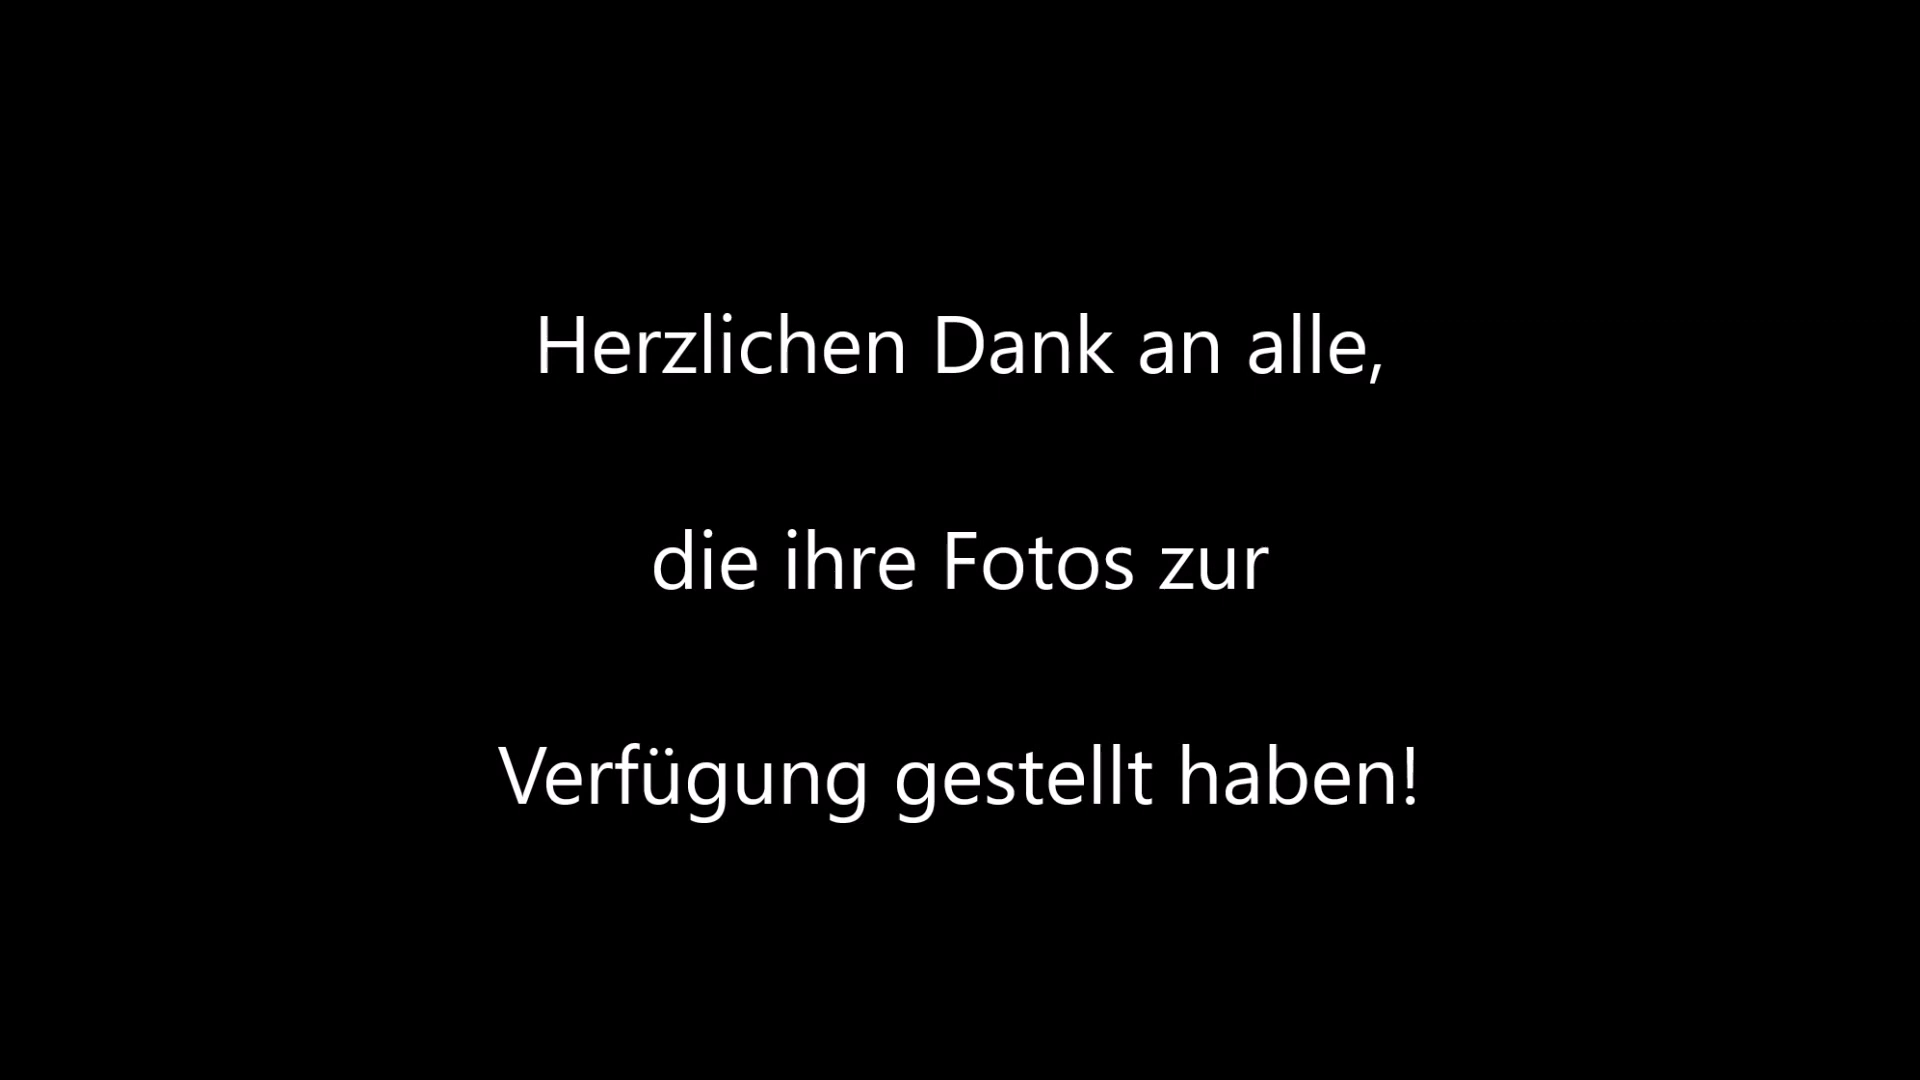 Herzlichen Dank an alle,
die ihre Fotos zur
Verfügung gestellt haben!